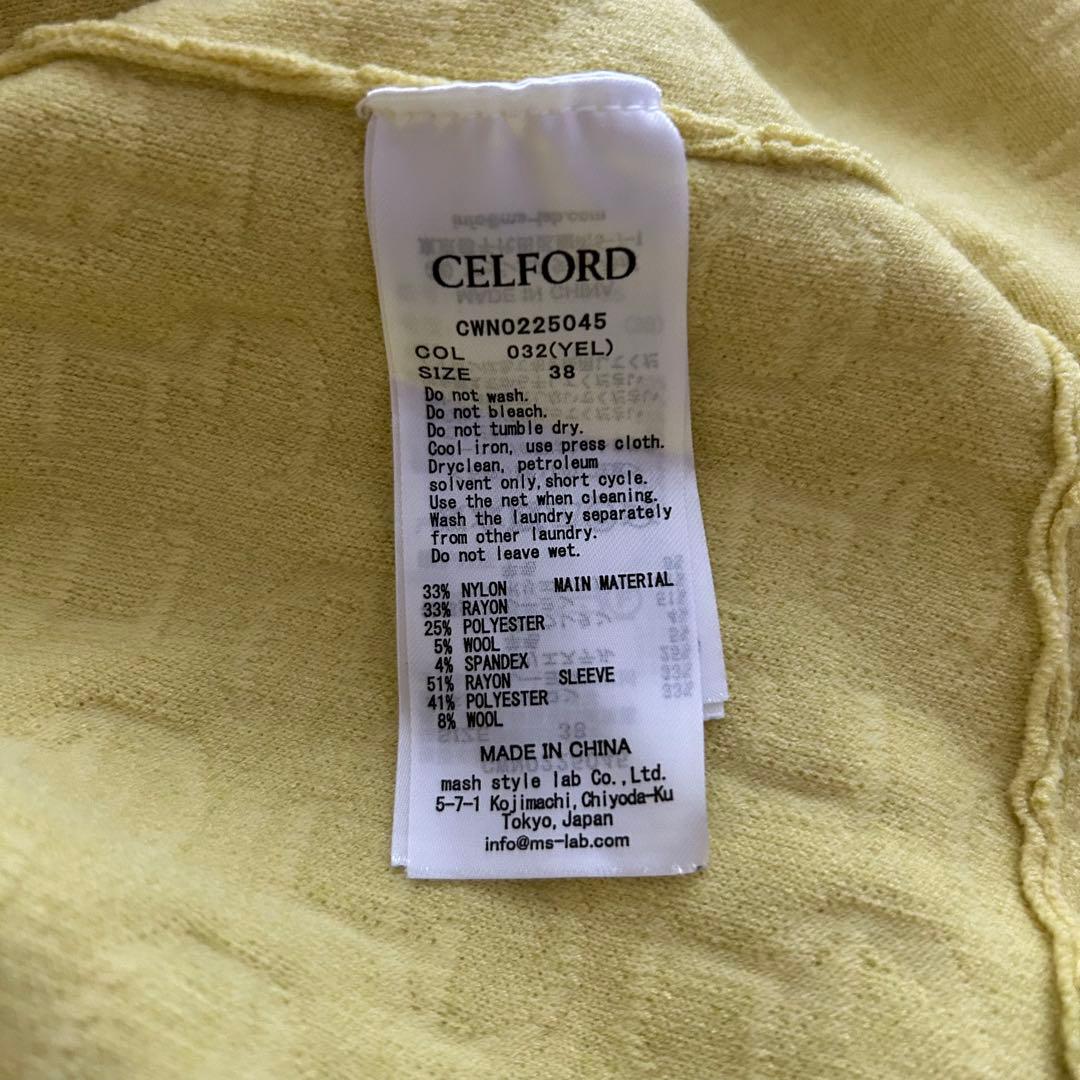 CELFORD
CWNO225045
COL 032(YEL)
SIZE 38
Do not wash.
Do not bleach.
Do not tumble dry.
Cool iron, use press cloth.
Dryclean, petroleum
solvent only, short cycle.
Use the net when cleaning.
Wash the laundry separately
from other laundry.
Do not leave wet.
33% NYLON MAIN MATERIAL
33% RAYON
25% POLYESTER
5% WOOL
4% SPANDEX
51% RAYON SLEEVE
41% POLYESTER
8% WOOL
MADE IN CHINA
mash style lab Co.,Ltd.
5-7-1 Kojimachi, Chiyoda-Ku
Tokyo, Japan
info@ms-lab.com